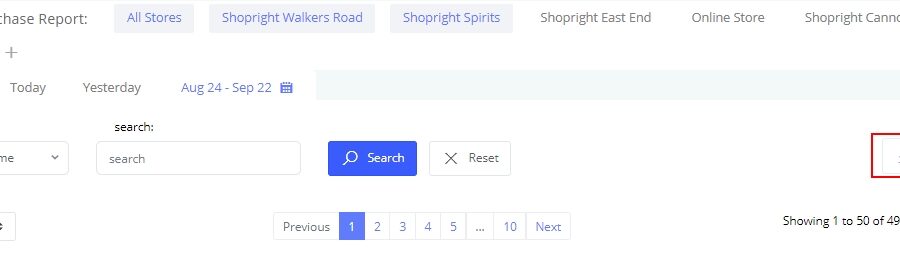 chase Report: All Stores Shopright Walkers Road Shopright Spirits Shopright East End Online Store Shopright Canno
+
Today Yesterday Aug 24 - Sep 22
search:
me search Search Reset
Previous 1 2 3 4 5 ... 10 Next Showing 1 to 50 of 49